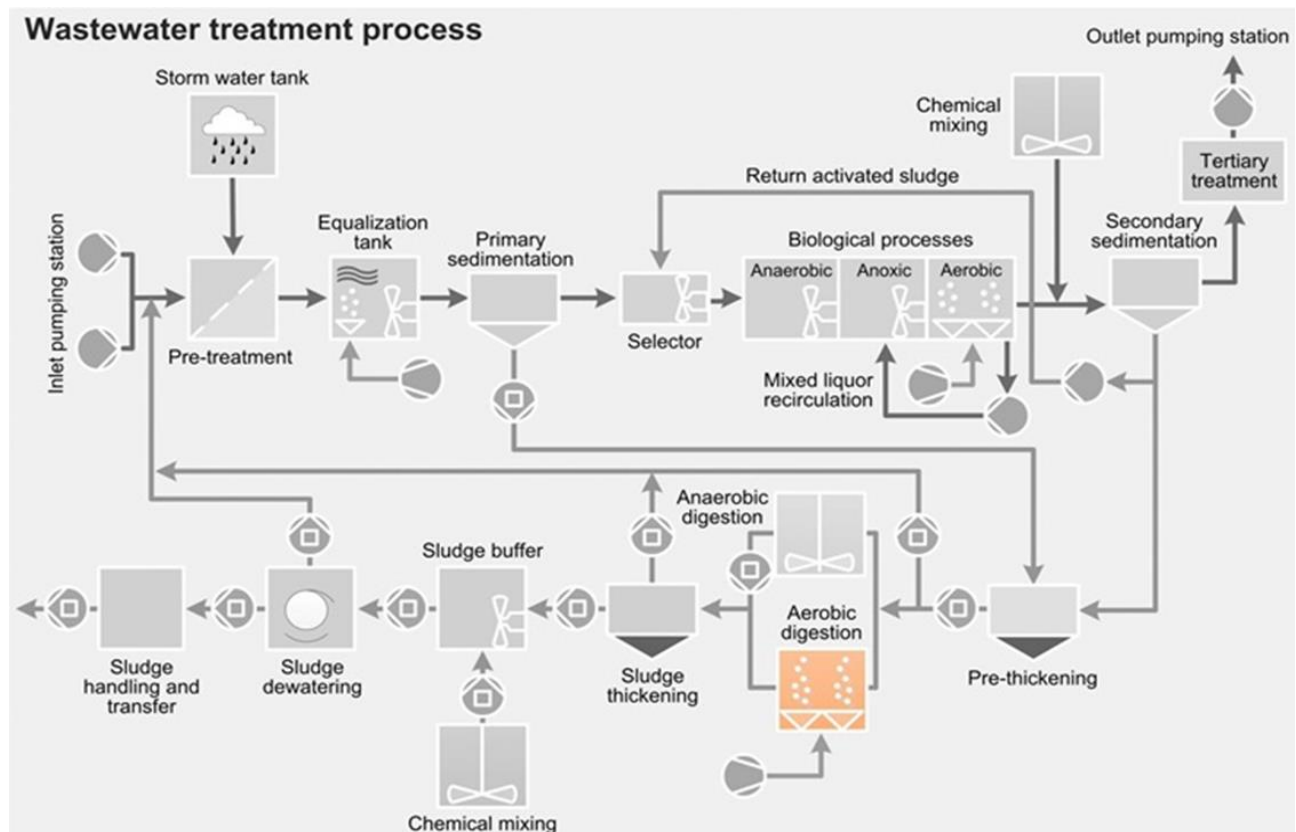 Wastewater treatment process
Outlet pumping station
Storm water tank
Chemical
mixing
Tertiary
treatment
Return activated sludge
Inlet pumping station
Equalization
tank
Primary
sedimentation
Biological processes
Secondary
sedimentation
Anaerobic
Anoxic
Aerobic
Pre-treatment
Selector
Mixed liquor
recirculation
Anaerobic
digestion
Sludge buffer
Aerobic
digestion
Sludge
handling and
transfer
Sludge
dewatering
Sludge
thickening
Pre-thickening
Chemical mixing